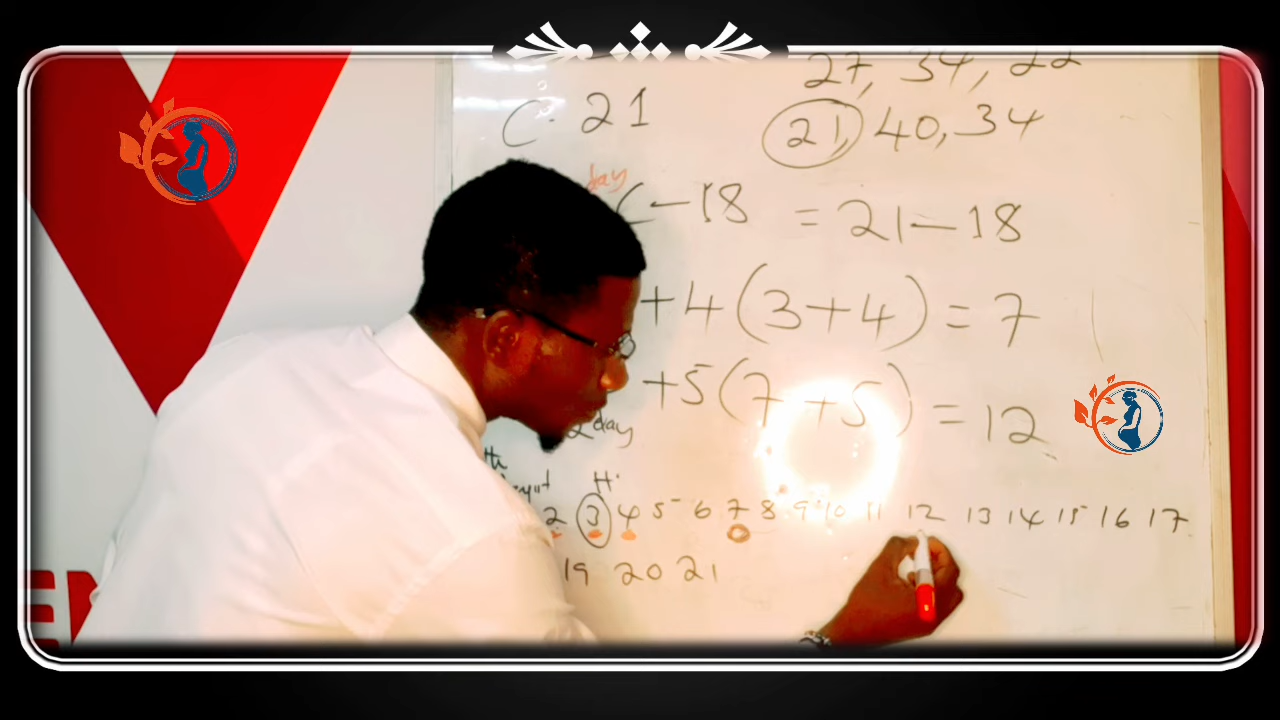 27, 34, 22
C. 21
21, 40, 34
day
C - 18 = 21 - 18
+ 4 (3 + 4) = 7
+ 5 (7 + 5) = 12
2 day
H.
2 3 4 5 6 7 8 9 10 11 12 13 14 15 16 17
19 20 21